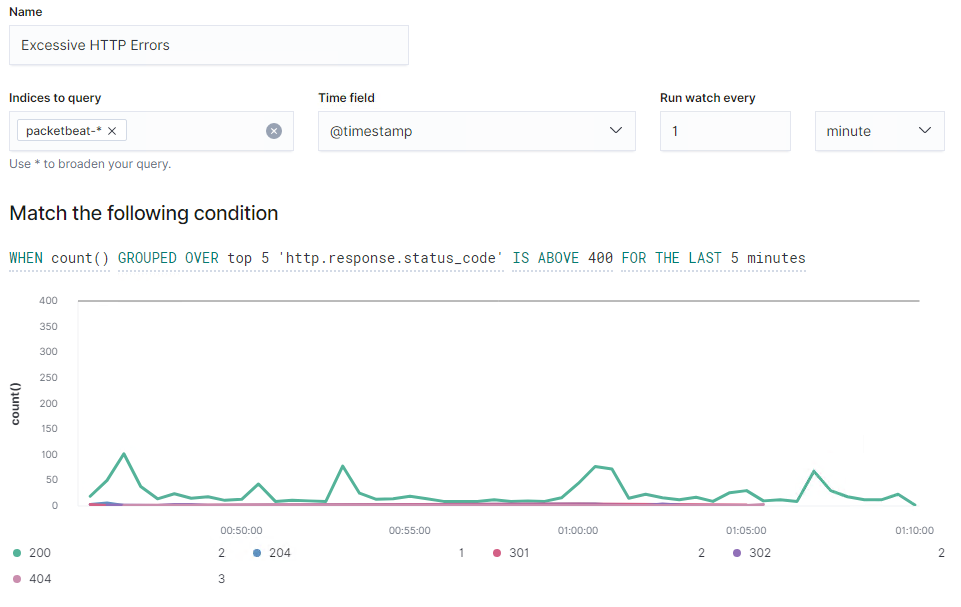 Name
Excessive HTTP Errors
Indices to query
Time field
Run watch every
packetbeat-*
@timestamp
1
minute
Use * to broaden your query.
Match the following condition
WHEN count() GROUPED OVER top 5 'http.response.status_code' IS ABOVE 400 FOR THE LAST 5 minutes
400
350
300
250
200
150
100
50
0
count()
00:50:00 00:55:00 01:00:00 01:05:00 01:10:00
200 2 204 1 301 2 302 2
404 3